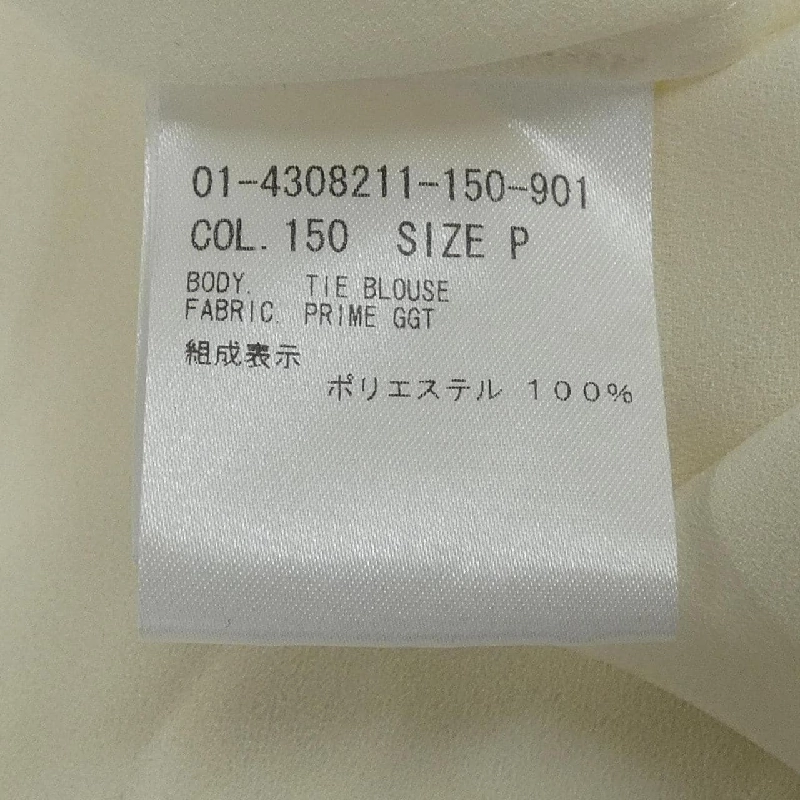 01-4308211-150-901
COL. 150 SIZE P
BODY. TIE BLOUSE
FABRIC. PRIME GGT
組成表示
ポリエステル 100%